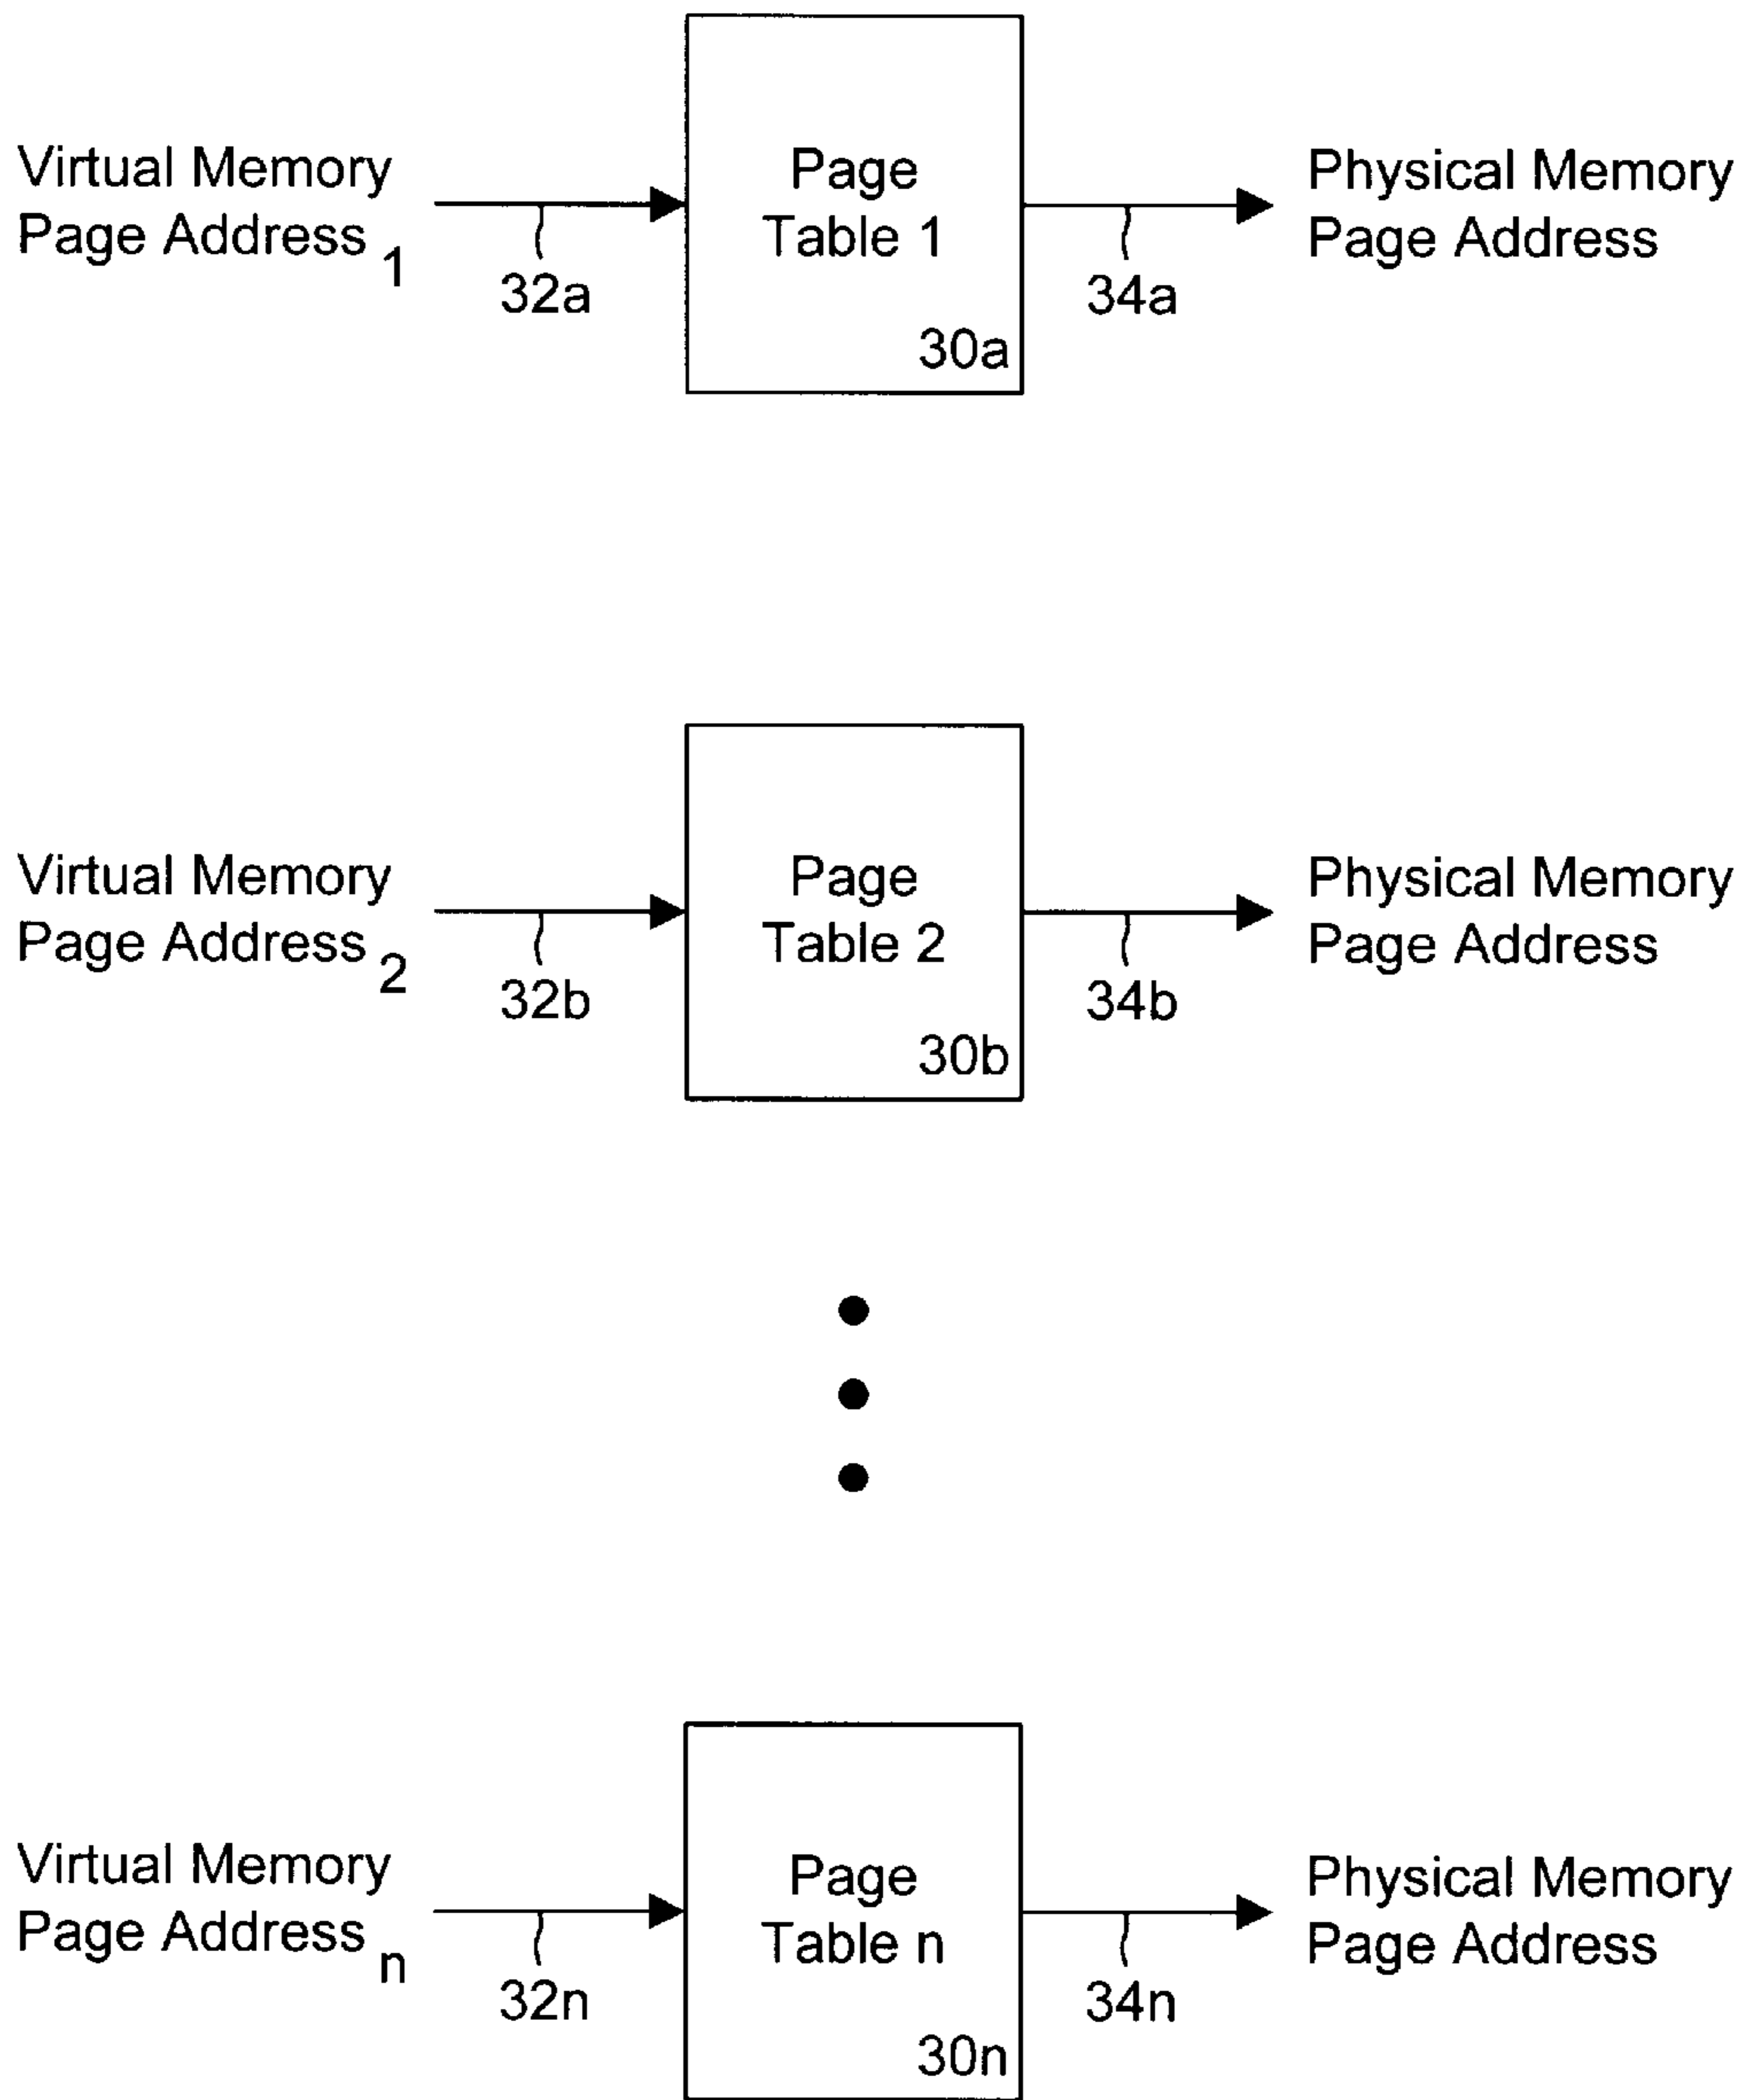 Virtual Memory
Page Address 1
32a
Page
Table 1
30a
34a
Physical Memory
Page Address
Virtual Memory
Page Address 2
32b
Page
Table 2
30b
34b
Physical Memory
Page Address
Virtual Memory
Page Address n
32n
Page
Table n
30n
34n
Physical Memory
Page Address